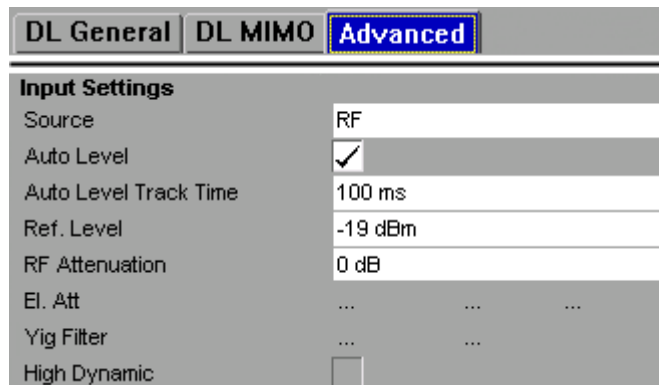 DL General DL MIMO Advanced
Input Settings
Source RF
Auto Level
Auto Level Track Time 100 ms
Ref. Level -19 dBm
RF Attenuation 0 dB
El. Att ... ... ...
Yig Filter ... ...
High Dynamic